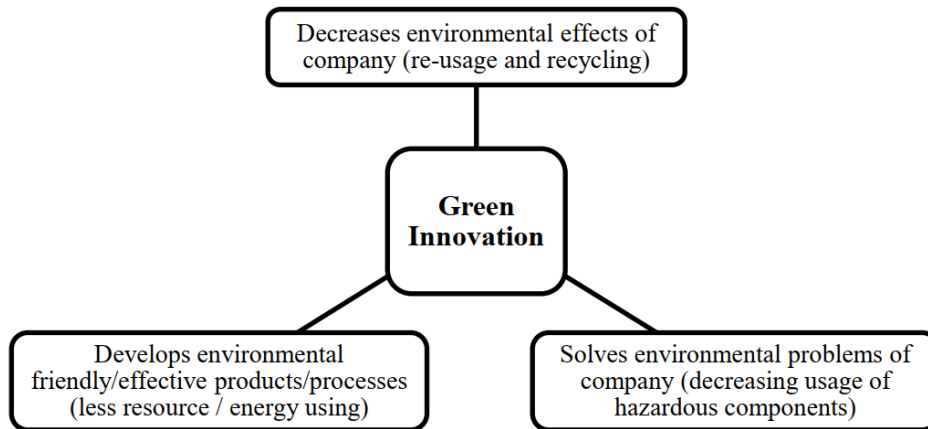 Decreases environmental effects of
company (re-usage and recycling)
Green
Innovation
Develops environmental
friendly/effective products/processes
(less resource / energy using)
Solves environmental problems of
company (decreasing usage of
hazardous components)